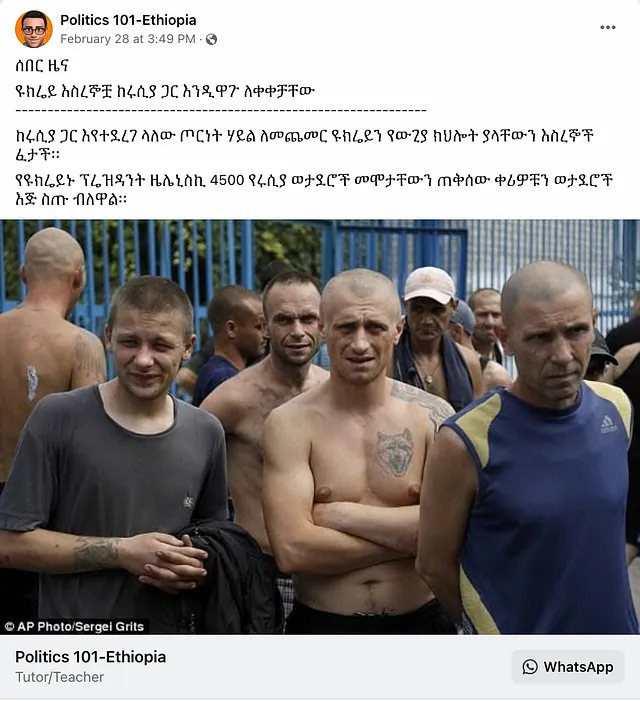 Politics 101-Ethiopia
February 28 at 3:49 PM ·
ሰበር ዜና
ዩክሬይ እስረኞቿ ከሩሲያ ጋር እንዲዋጉ ለቀቀቻቸው
---------------------------------------------------------------
ከሩሲያ ጋር እየተደረገ ላለው ጦርነት ሃይል ለመጨመር ዩክሬይን የውጊያ ክህሎት ያላቸውን እስረኞች
ፈታች።
የዩክሬይኑ ፕሬዝዳንት ዜሌኒስኪ 4500 የሩሲያ ወታደሮች መሞታቸውን ጠቅሰው ቀሪዎቹን ወታደሮች
እጅ ስጡ ብለዋል።
© AP Photo/Sergei Grits
Politics 101-Ethiopia
Tutor/Teacher
WhatsApp